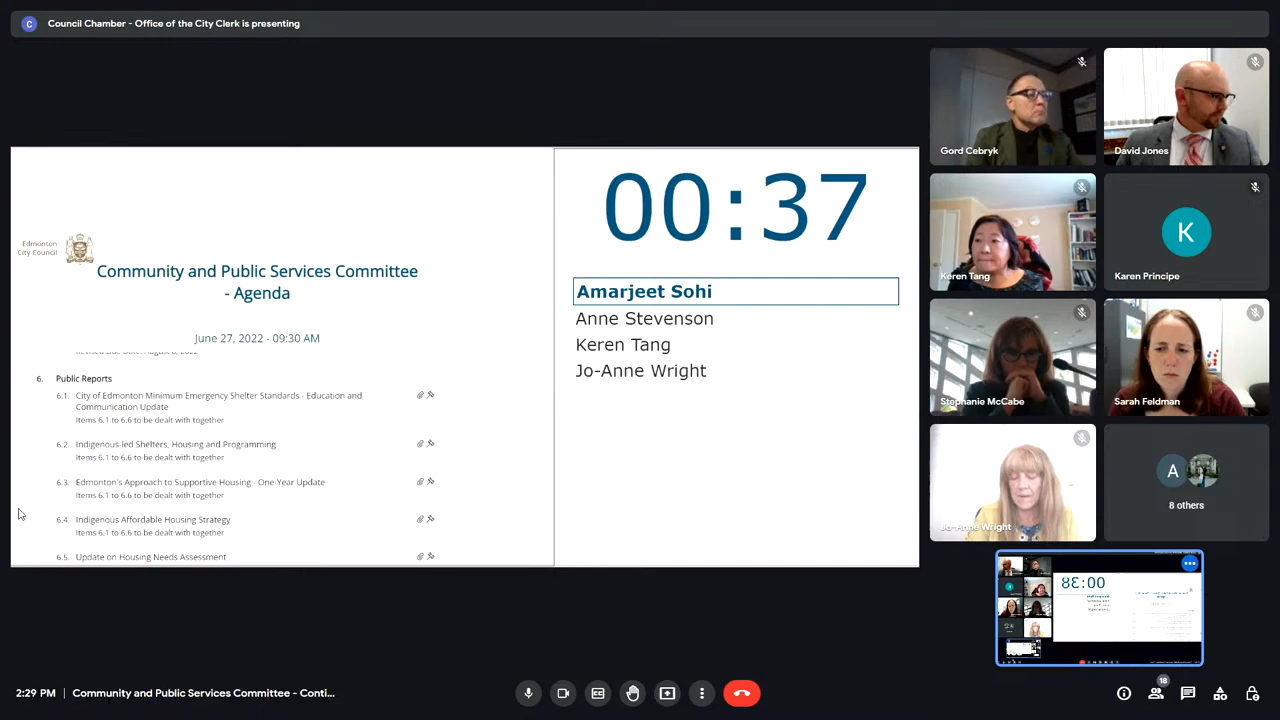 C Council Chamber - Office of the City Clerk is presenting
Edmonton
City Council
Community and Public Services Committee
- Agenda
June 27, 2022 - 09:30 AM
6. Public Reports
6.1. City of Edmonton Minimum Emergency Shelter Standards - Education and
Communication Update
Items 6.1 to 6.6 to be dealt with together
6.2. Indigenous-led Shelters, Housing and Programming
Items 6.1 to 6.6 to be dealt with together
6.3. Edmonton's Approach to Supportive Housing - One-Year Update
Items 6.1 to 6.6 to be dealt with together
6.4. Indigenous Affordable Housing Strategy
Items 6.1 to 6.6 to be dealt with together
6.5. Update on Housing Needs Assessment
00:37
Amarjeet Sohi
Anne Stevenson
Keren Tang
Jo-Anne Wright
Gord Cebryk
David Jones
Keren Tang
K
Karen Principe
Stephanie McCabe
Sarah Feldman
Jo-Anne Wright
A
8 others
00:38
2:29 PM | Community and Public Services Committee - Conti...
18